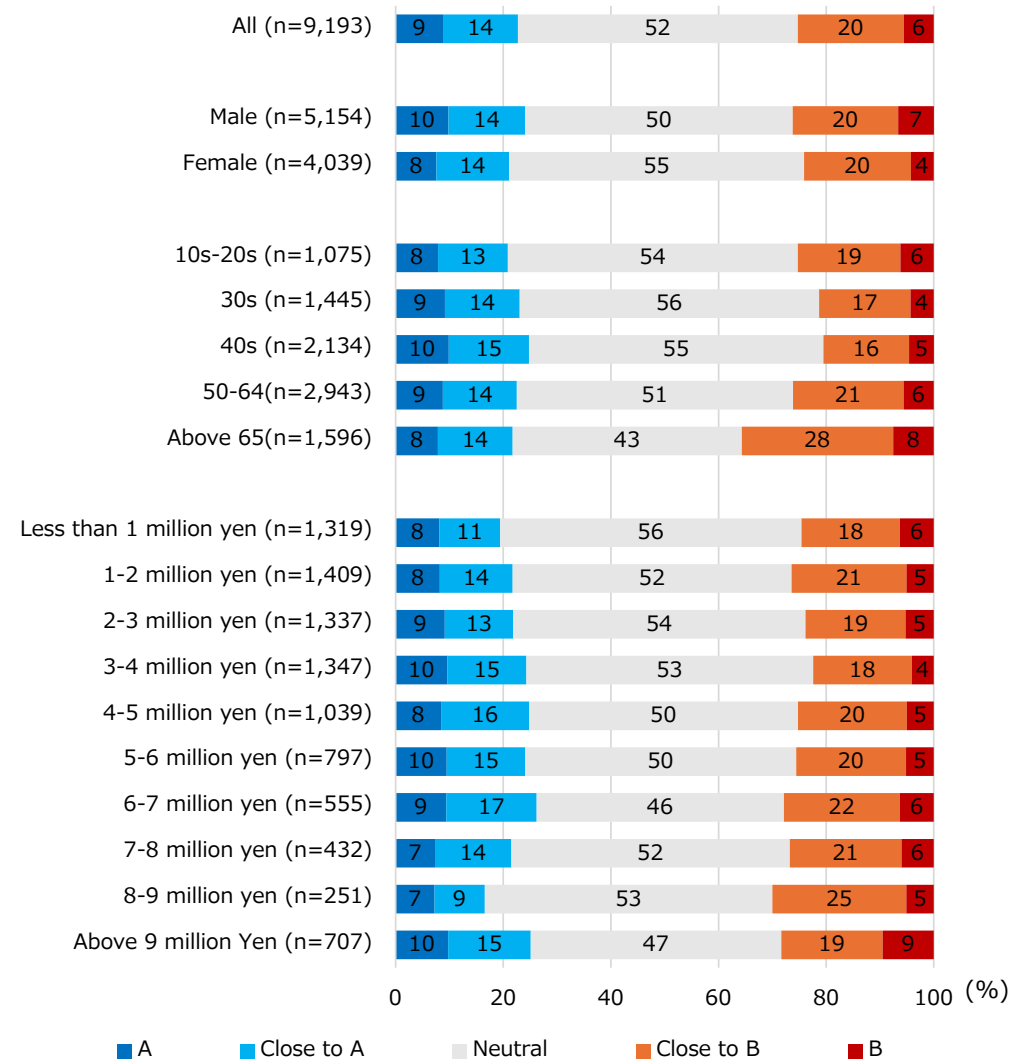 All (n=9,193) 9 14 52 20 6
Male (n=5,154) 10 14 50 20 7
Female (n=4,039) 8 14 55 20 4
10s-20s (n=1,075) 8 13 54 19 6
30s (n=1,445) 9 14 56 17 4
40s (n=2,134) 10 15 55 16 5
50-64(n=2,943) 9 14 51 21 6
Above 65(n=1,596) 8 14 43 28 8
Less than 1 million yen (n=1,319) 8 11 56 18 6
1-2 million yen (n=1,409) 8 14 52 21 5
2-3 million yen (n=1,337) 9 13 54 19 5
3-4 million yen (n=1,347) 10 15 53 18 4
4-5 million yen (n=1,039) 8 16 50 20 5
5-6 million yen (n=797) 10 15 50 20 5
6-7 million yen (n=555) 9 17 46 22 6
7-8 million yen (n=432) 7 14 52 21 6
8-9 million yen (n=251) 7 9 53 25 5
Above 9 million Yen (n=707) 10 15 47 19 9
0 20 40 60 80 100 (%)
A Close to A Neutral Close to B B